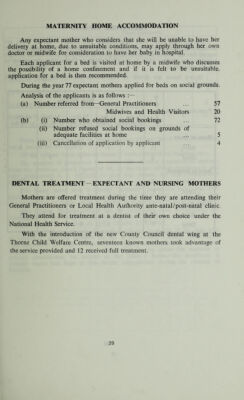 MATERNITY HOME ACCOMMODATION
Any expectant mother who considers that she will be unable to have her
delivery at home, due to unsuitable conditions, may apply through her own
doctor or midwife for consideration to have her baby in hospital.
Each applicant for a bed is visited at home by a midwife who discusses
the possibility of a home confinement and if it is felt to be unsuitable,
application for a bed is then recommended.
During the year 77 expectant mothers applied for beds on social grounds.
Analysis of the applicants is as follows :—
(a) Number referred from—General Practitioners ... 57
Midwives and Health Visitors 20
(b) (i) Number who obtained social bookings ... 72
(ii) Number refused social bookings on grounds of
adequate facilities at home ... ... 5
(iii) Cancellation of application by applicant ... 4
DENTAL TREATMENT—EXPECTANT AND NURSING MOTHERS
Mothers are offered treatment during the time they are attending their
General Practitioners or Local Health Authority ante-natal/post-natal clinic.
They attend for treatment at a dentist of their own choice under the
National Health Service.
With the introduction of the new County Council dental wing at the
Thorne Child Welfare Centre, seventeen known mothers took advantage of
the service provided and 12 received full treatment.